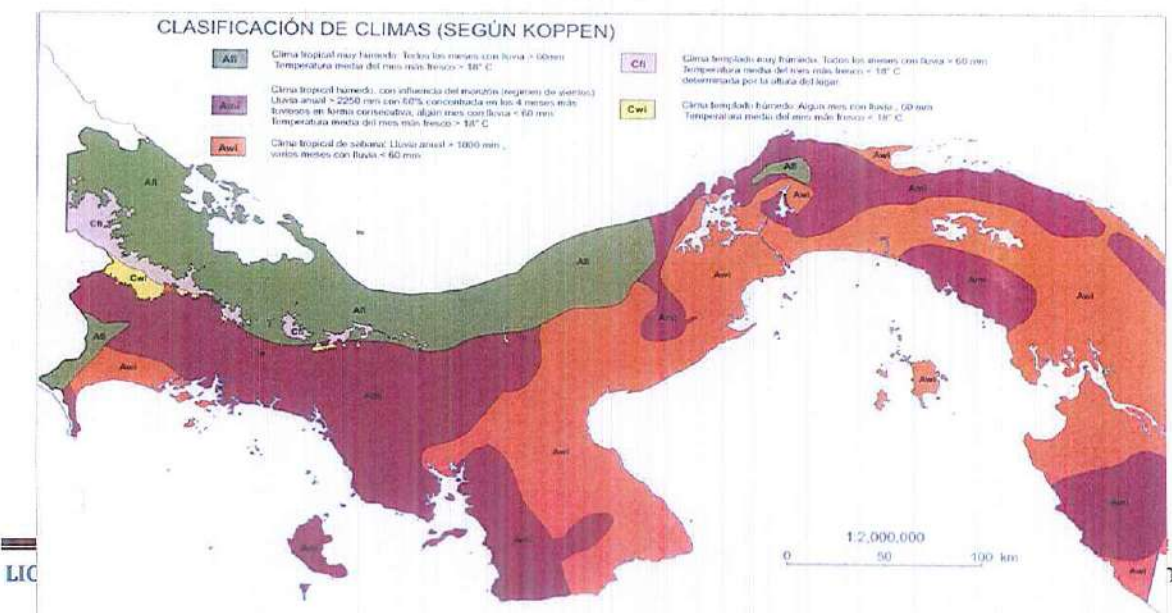 CLASIFICACIÓN DE CLIMAS (SEGÚN KOPPEN)
Afi
Clima tropical muy húmedo: Todos los meses con lluvia > 60mm
Temperatura media del mes más fresco > 18° C
Ami
Clima tropical húmedo, con influencia del monzón (regimen de vientos)
Lluvia anual > 2250 mm con 60% concentrada en los 4 meses más
lluviosos en forma consecutiva, algún mes con lluvia < 60 mm
Temperatura media del mes más fresco > 18° C
Awi
Clima tropical de sabana: Lluvia anual > 1000 mm,
varios meses con lluvia < 60 mm
Cfi
Clima templado muy húmedo: Todos los meses con lluvia > 60 mm
Temperatura media del mes más fresco < 18° C
determinada por la altura del lugar
Cwi
Clima templado húmedo: Algun mes con lluvia , 60 mm
Temperatura media del mes más fresco < 18° C
Afi
Awi
Afi
Ami
Cfi
Awi
Cwi
Afi
Awi
Ami
Afi
Cfi
Ami
Awi
Afi
Awi
Ami
Awi
Awi
Ami
Ami
Ami
Awi
1:2,000,000
0 50 100 km
LIC